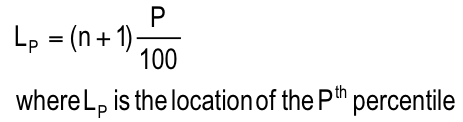 L_P = (n + 1) P/100
where L_P is the location of the P^th percentile